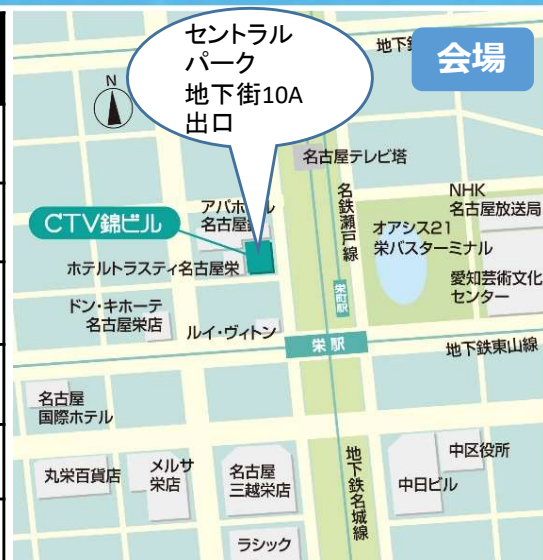 セントラル
パーク
地下街10A
出口
会場
N
名古屋テレビ塔
アパホ
名古屋
CTV錦ビル
ホテルトラスティ名古屋栄
ドン・キホーテ
名古屋栄店
ルイ・ヴィトン
名鉄瀬戸線
栄町駅
NHK
名古屋放送局
オアシス21
栄バスターミナル
愛知芸術文化
センター
栄駅
地下鉄東山線
名古屋
国際ホテル
丸栄百貨店
メルサ
栄店
名古屋
三越栄店
ラシック
地下鉄名城線
中日ビル
中区役所